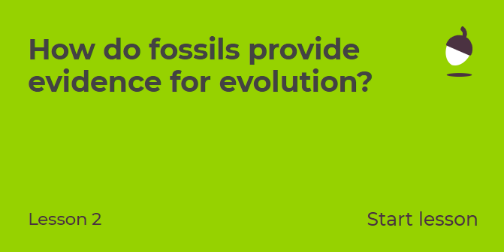 How do fossils provide
evidence for evolution?
Lesson 2
Start lesson